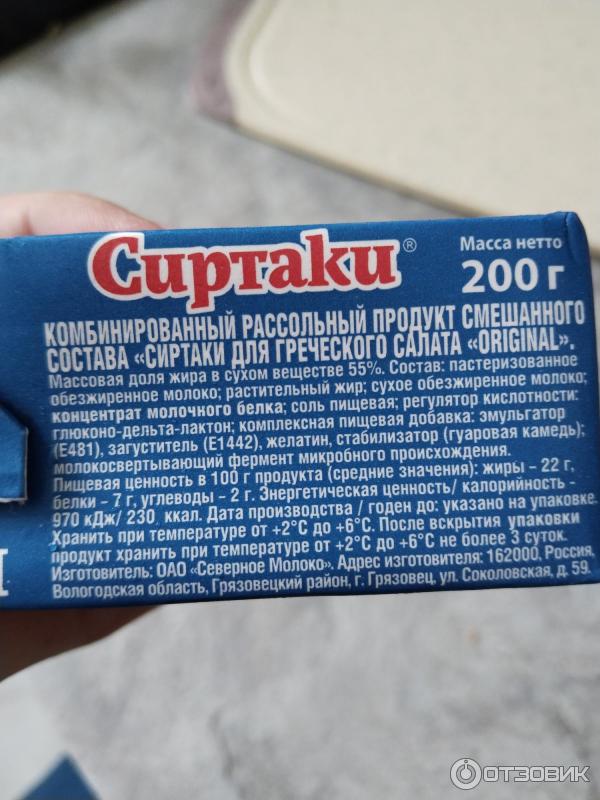 Сиртаки®
Масса нетто
200 г
КОМБИНИРОВАННЫЙ РАССОЛЬНЫЙ ПРОДУКТ СМЕШАННОГО
СОСТАВА «СИРТАКИ ДЛЯ ГРЕЧЕСКОГО САЛАТА «ORIGINAL».
Массовая доля жира в сухом веществе 55%. Состав: пастеризованное
обезжиренное молоко; растительный жир; сухое обезжиренное молоко;
концентрат молочного белка; соль пищевая; регулятор кислотности:
глюконо-дельта-лактон; комплексная пищевая добавка: эмульгатор
(Е481), загуститель (Е1442), желатин, стабилизатор (гуаровая камедь);
молокосвертывающий фермент микробного происхождения.
Пищевая ценность в 100 г продукта (средние значения): жиры – 22 г,
белки - 7 г, углеводы - 2 г. Энергетическая ценность/ калорийность -
970 кДж/ 230 ккал. Дата производства / годен до: указано на упаковке.
Хранить при температуре от +2°С до +6°С. После вскрытия упаковки
продукт хранить при температуре от +2°С до +6°С не более 3 суток.
Изготовитель: ОАО «Северное Молоко». Адрес изготовителя: 162000, Россия,
Вологодская область, Грязовецкий район, г. Грязовец, ул. Соколовская, д. 59.
ОТЗОВИК